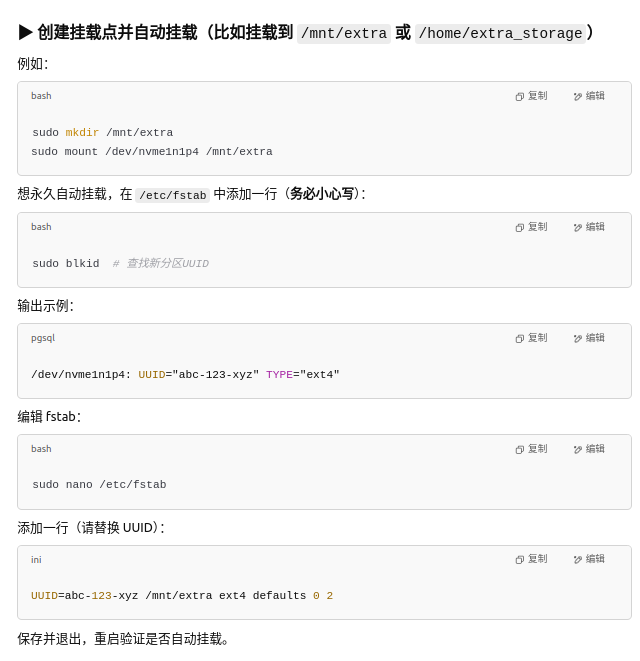 ▶ 创建挂载点并自动挂载（比如挂载到 /mnt/extra 或 /home/extra_storage）
例如：
bash 复制 编辑
sudo mkdir /mnt/extra
sudo mount /dev/nvme1n1p4 /mnt/extra
想永久自动挂载，在 /etc/fstab 中添加一行（务必小心写）：
bash 复制 编辑
sudo blkid  # 查找新分区UUID
输出示例：
pgsql 复制 编辑
/dev/nvme1n1p4: UUID="abc-123-xyz" TYPE="ext4"
编辑 fstab：
bash 复制 编辑
sudo nano /etc/fstab
添加一行（请替换 UUID）：
ini 复制 编辑
UUID=abc-123-xyz /mnt/extra ext4 defaults 0 2
保存并退出，重启验证是否自动挂载。